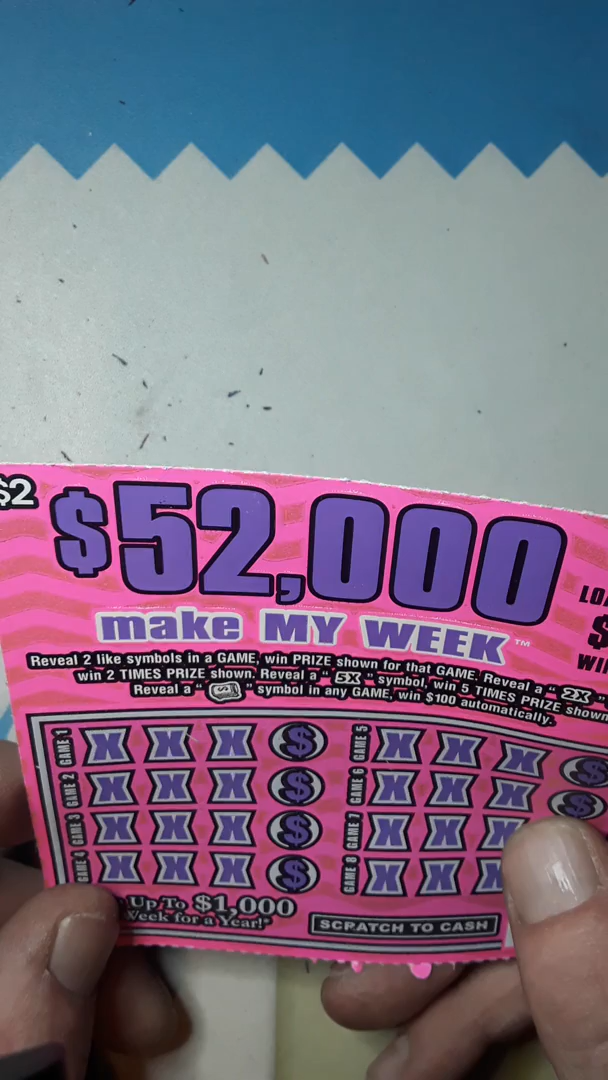 $2
$52,000
make MY WEEK™
Reveal 2 like symbols in a GAME, win PRIZE shown for that GAME. Reveal a "2X"
win 2 TIMES PRIZE shown. Reveal a "5X" symbol, win 5 TIMES PRIZE shown
Reveal a " " symbol in any GAME, win $100 automatically.
$
WI
GAME 1 X X X $
GAME 2 X X X $
GAME 3 X X X $
GAME 4 X X X $
GAME 5 X X X $
GAME 6 X X X $
GAME 7 X X X
GAME 8 X X X
Up To $1,000
Week for a Year!*
SCRATCH TO CASH